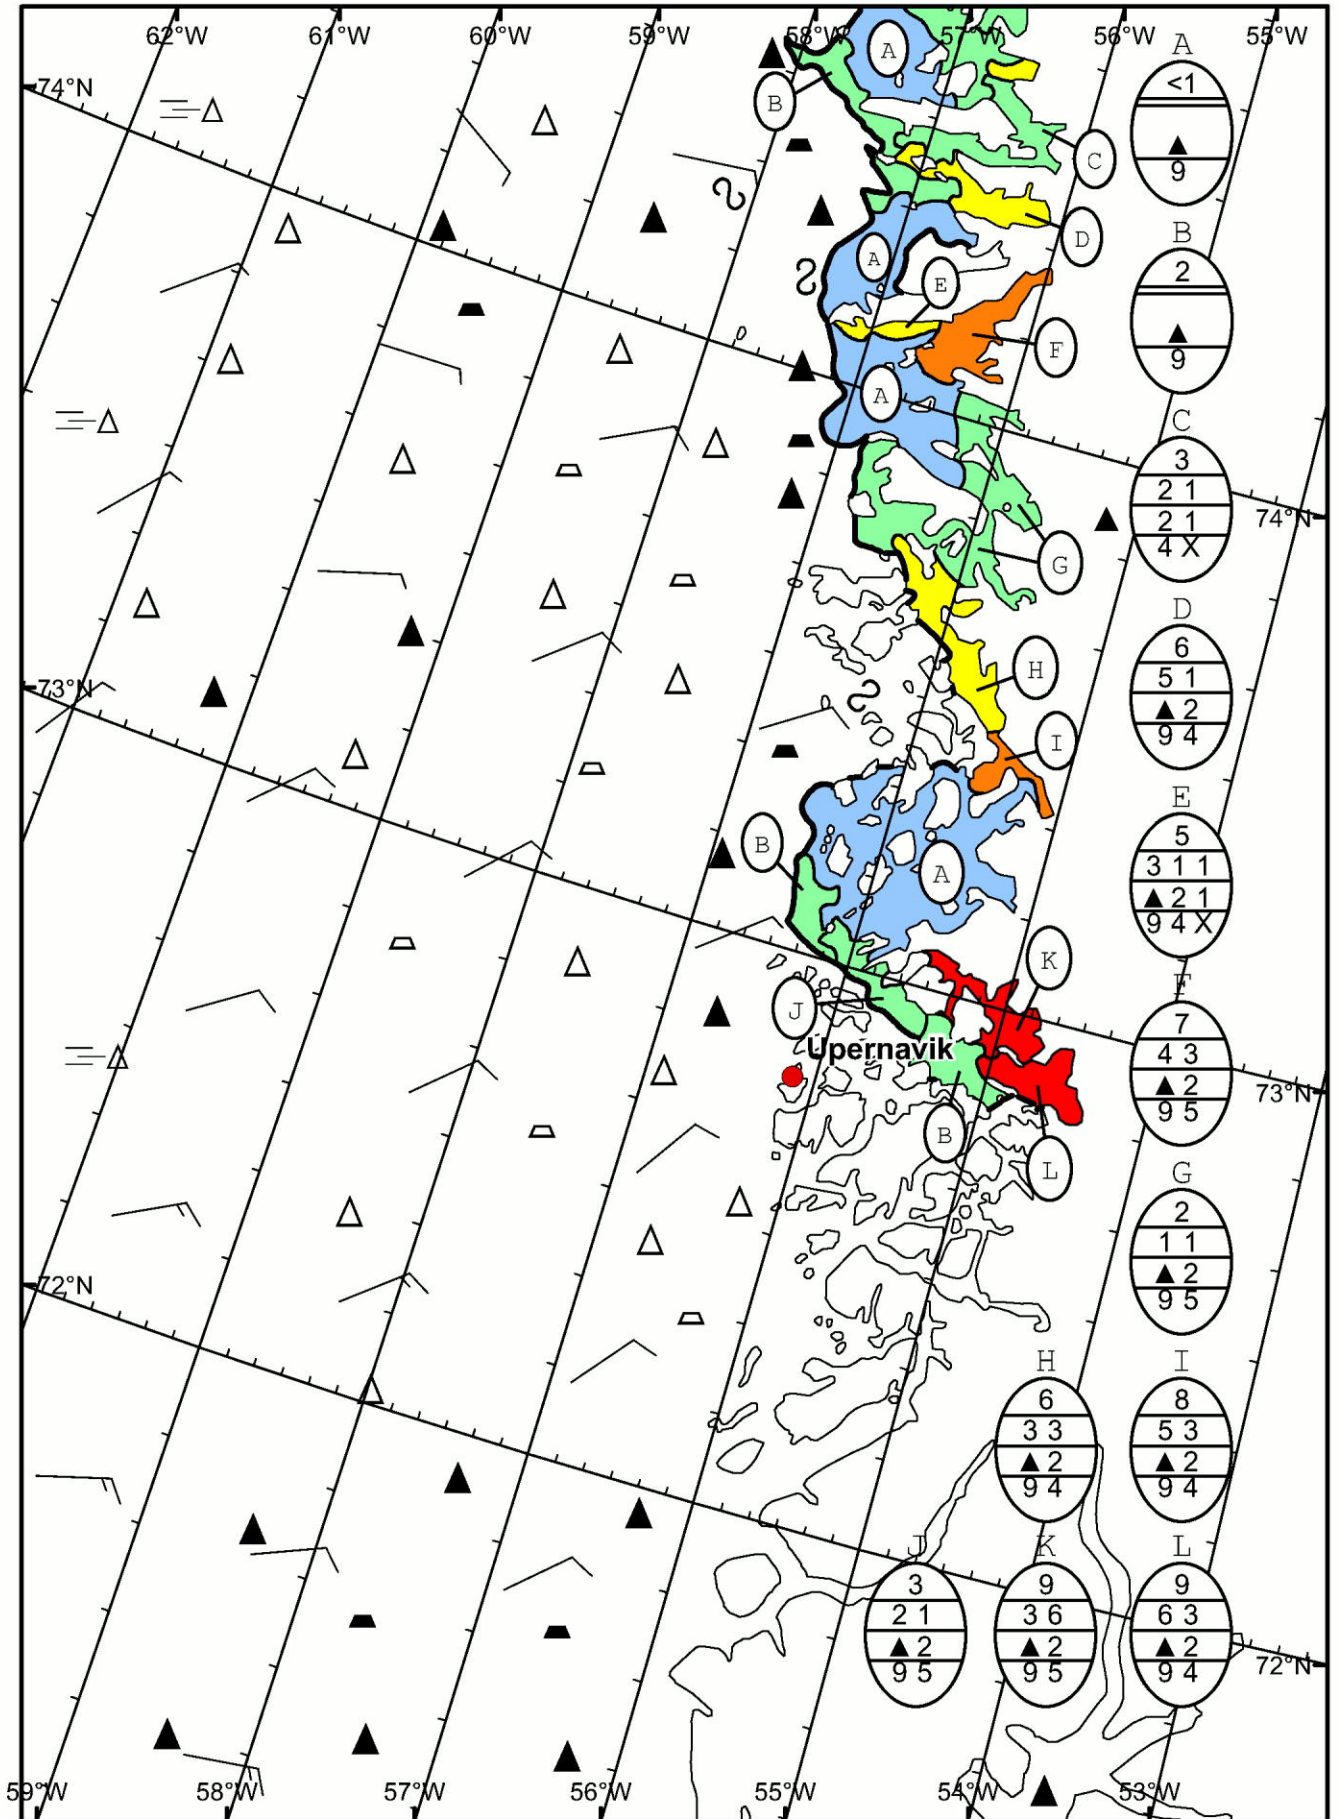 62°W 61°W 60°W 59°W 58°W 57°W 56°W 55°W
74°N
A
B
C
D
A
E
F
A
G
74°N
H
73°N
I
B
A
K
J
Upernavik
73°N
B
L
72°N
72°N
59°W 58°W 57°W 56°W 55°W 54°W 53°W
A
<1
9
B
2
9
C
3
2 1
2 1
4 X
D
6
5 1
▲ 2
9 4
E
5
3 1 1
▲ 2 1
9 4 X
F
7
4 3
▲ 2
9 5
G
2
1 1
▲ 2
9 5
H
6
3 3
▲ 2
9 4
I
8
5 3
▲ 2
9 4
J
3
2 1
▲ 2
9 5
K
9
3 6
▲ 2
9 5
L
9
6 3
▲ 2
9 4